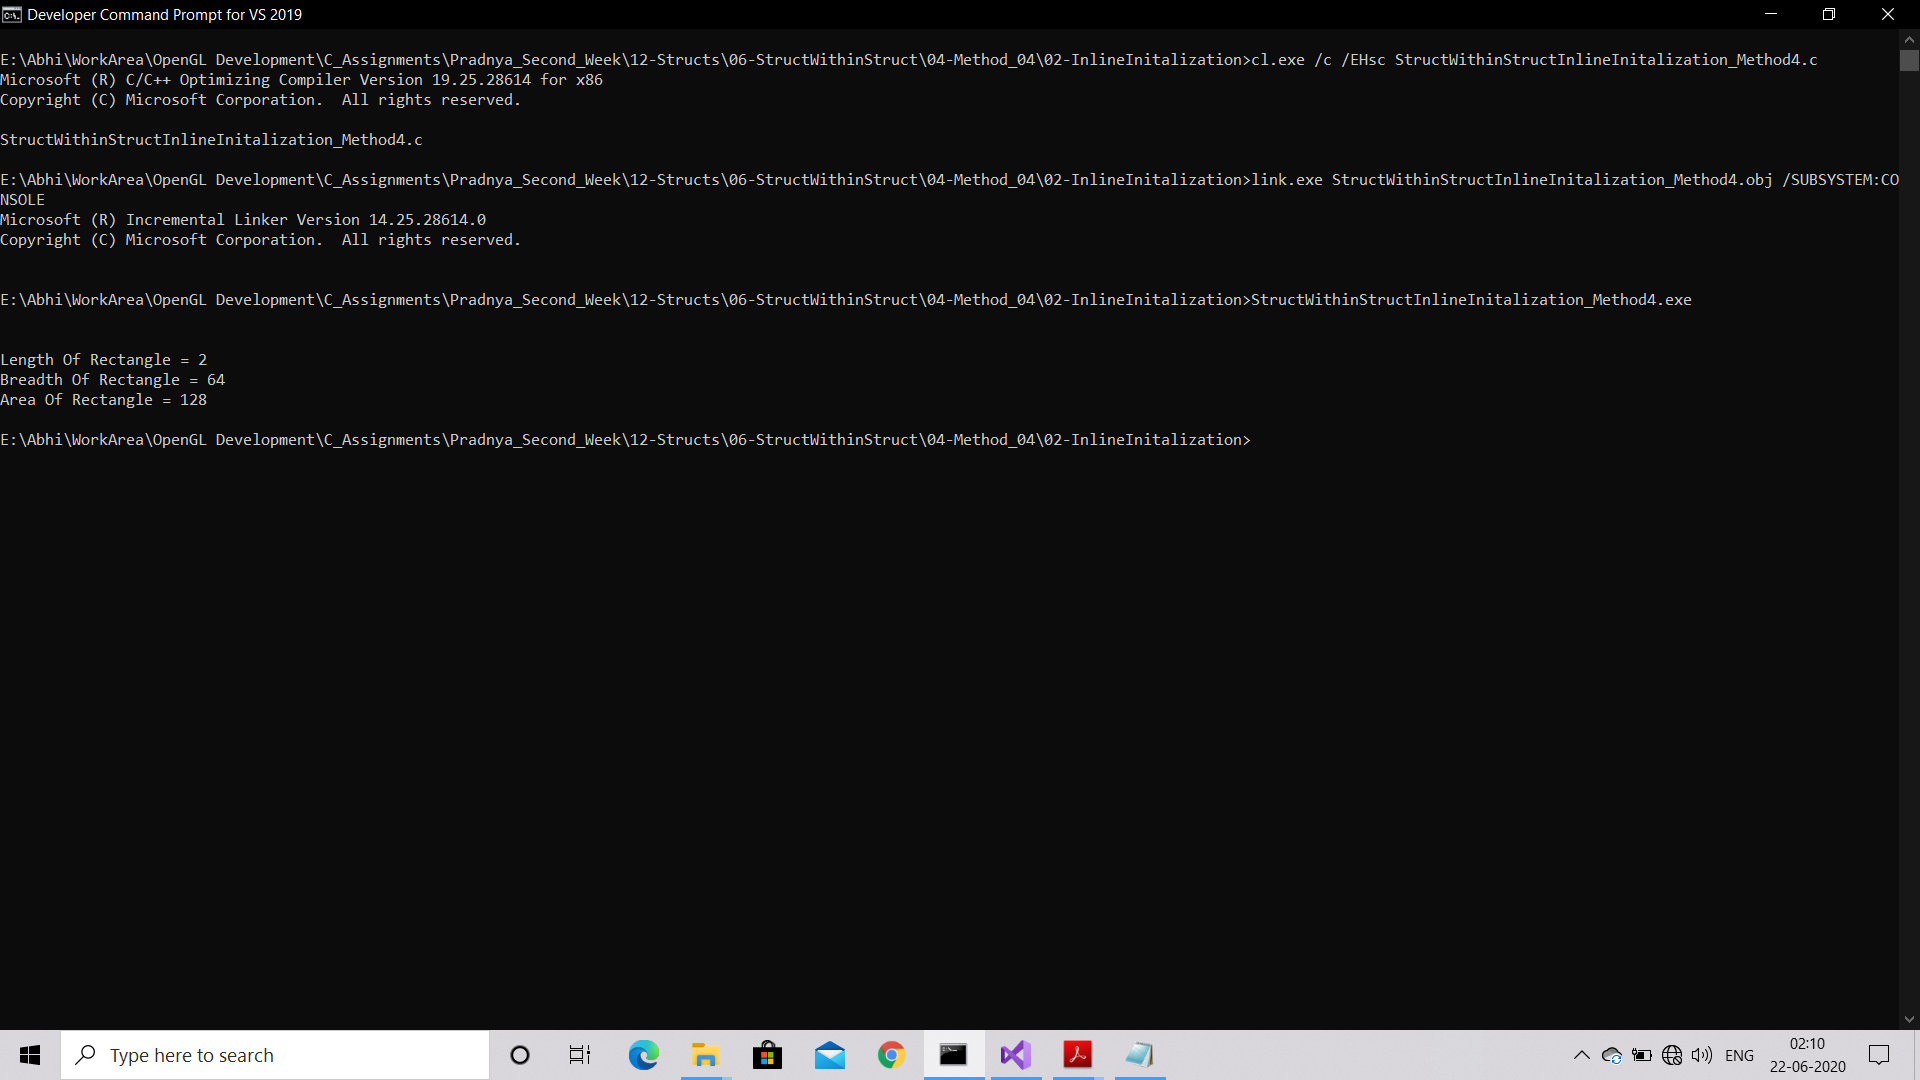 Developer Command Prompt for VS 2019
E:\Abhi\WorkArea\OpenGL Development\C_Assignments\Pradnya_Second_Week\12-Structs\06-StructWithinStruct\04-Method_04\02-InlineInitalization>cl.exe /c /EHsc StructWithinStructInlineInitalization_Method4.c
Microsoft (R) C/C++ Optimizing Compiler Version 19.25.28614 for x86
Copyright (C) Microsoft Corporation.  All rights reserved.
StructWithinStructInlineInitalization_Method4.c
E:\Abhi\WorkArea\OpenGL Development\C_Assignments\Pradnya_Second_Week\12-Structs\06-StructWithinStruct\04-Method_04\02-InlineInitalization>link.exe StructWithinStructInlineInitalization_Method4.obj /SUBSYSTEM:CO
NSOLE
Microsoft (R) Incremental Linker Version 14.25.28614.0
Copyright (C) Microsoft Corporation.  All rights reserved.
E:\Abhi\WorkArea\OpenGL Development\C_Assignments\Pradnya_Second_Week\12-Structs\06-StructWithinStruct\04-Method_04\02-InlineInitalization>StructWithinStructInlineInitalization_Method4.exe
Length Of Rectangle = 2
Breadth Of Rectangle = 64
Area Of Rectangle = 128
E:\Abhi\WorkArea\OpenGL Development\C_Assignments\Pradnya_Second_Week\12-Structs\06-StructWithinStruct\04-Method_04\02-InlineInitalization>
Type here to search
ENG
02:10
22-06-2020